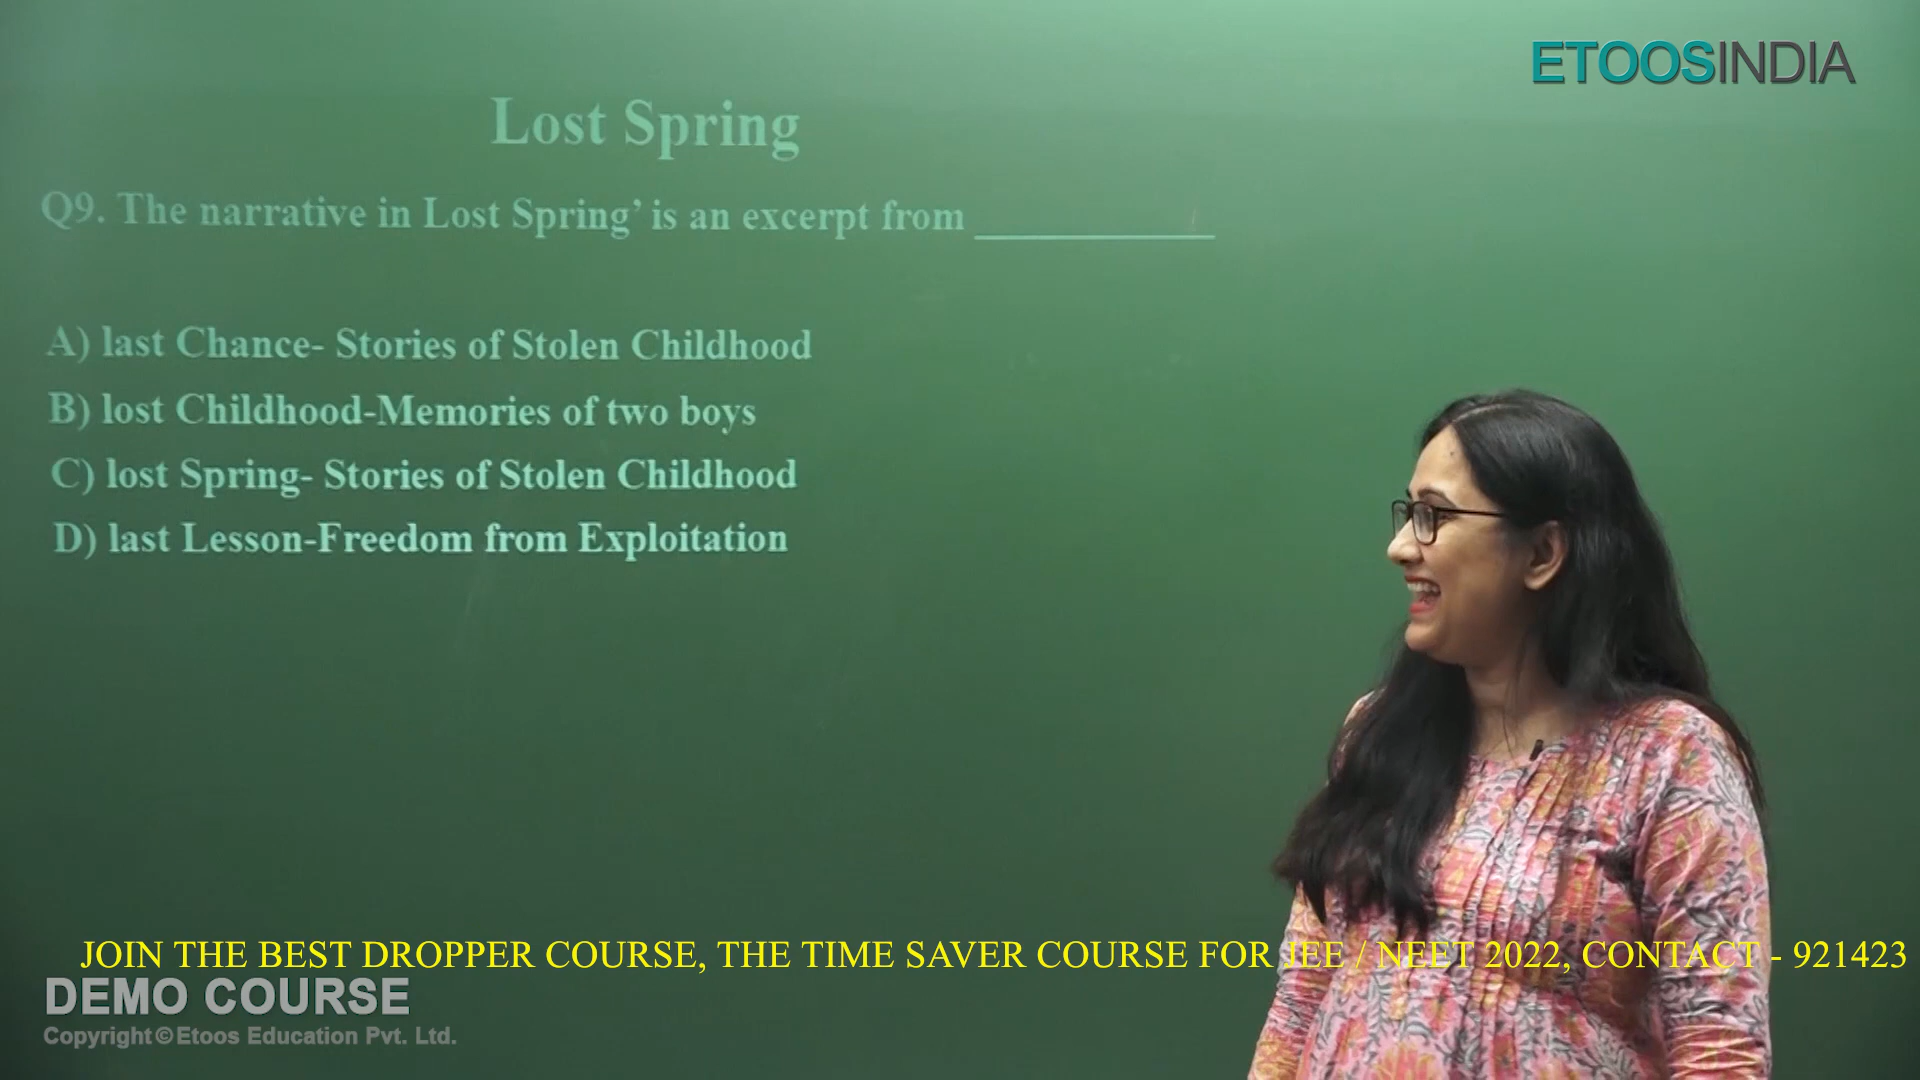 ETOOSINDIA
Lost Spring
Q9. The narrative in Lost Spring’ is an excerpt from ____________
A) last Chance- Stories of Stolen Childhood
B) lost Childhood-Memories of two boys
C) lost Spring- Stories of Stolen Childhood
D) last Lesson-Freedom from Exploitation
JOIN THE BEST DROPPER COURSE, THE TIME SAVER COURSE FOR JEE / NEET 2022, CONTACT - 921423
DEMO COURSE
Copyright © Etoos Education Pvt. Ltd.